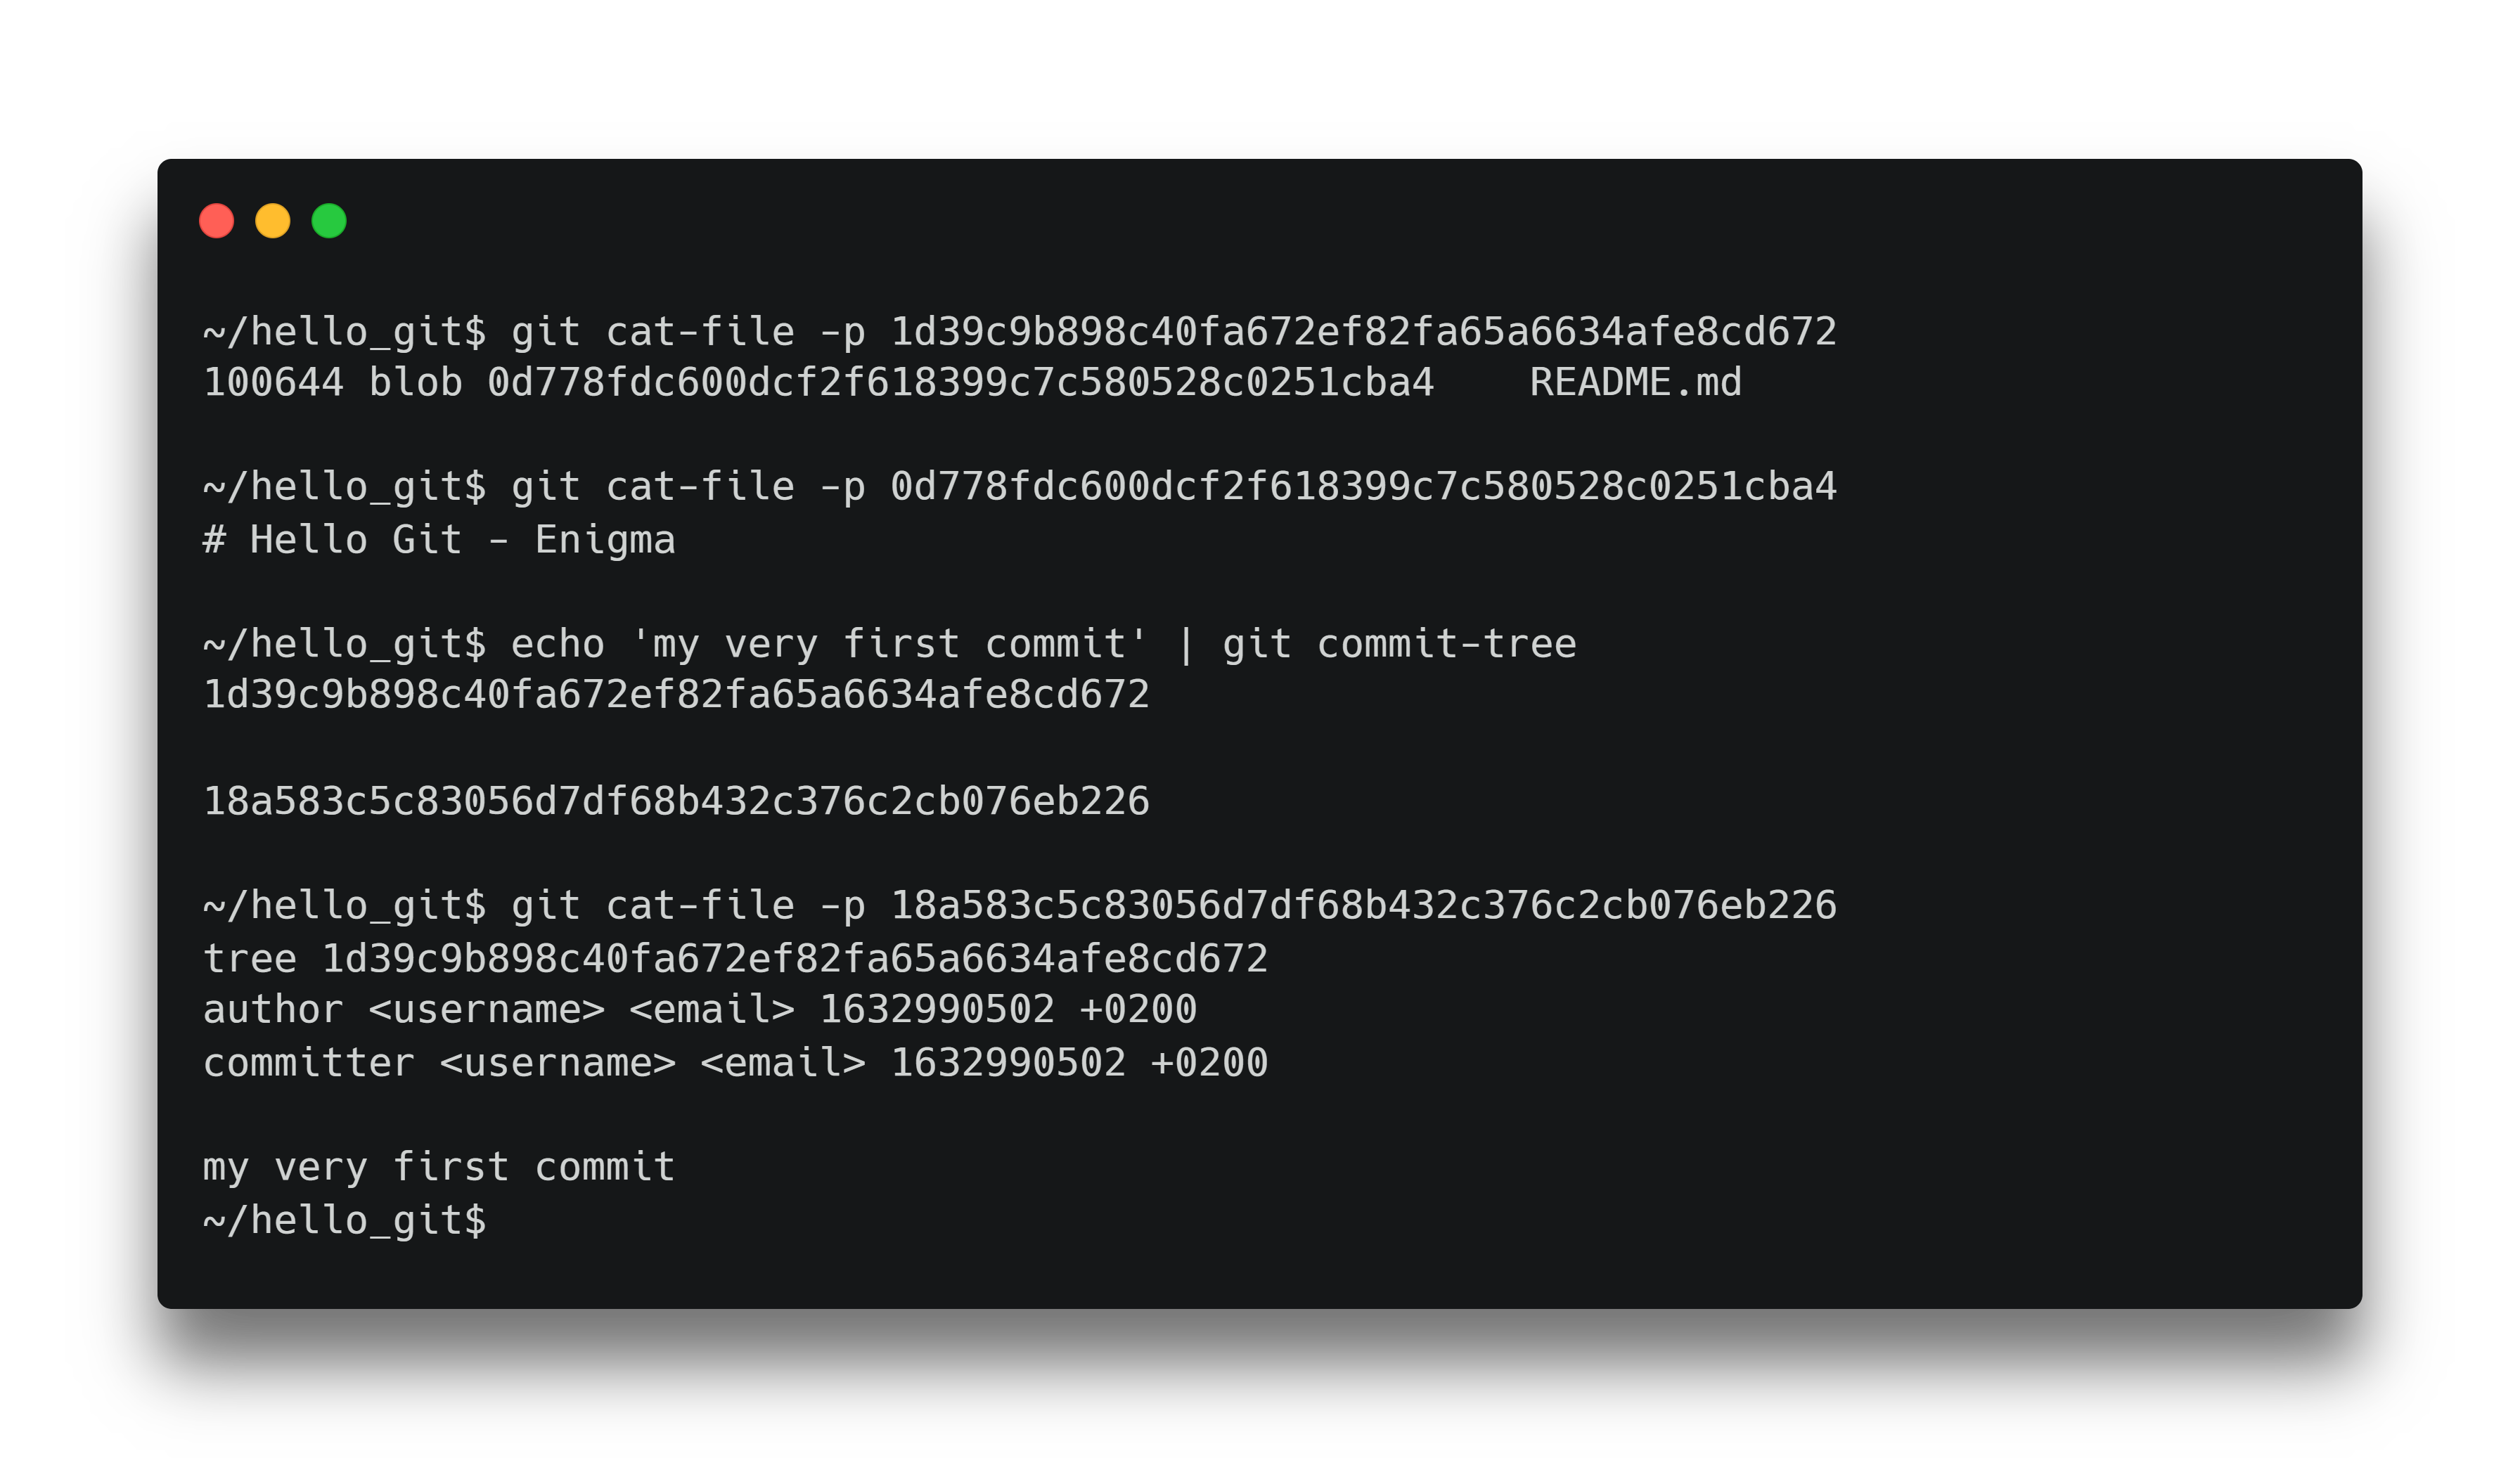 ~/hello_git$ git cat-file -p 1d39c9b898c40fa672ef82fa65a6634afe8cd672
100644 blob 0d778fdc600dcf2f618399c7c580528c0251cba4    README.md
~/hello_git$ git cat-file -p 0d778fdc600dcf2f618399c7c580528c0251cba4
# Hello Git - Enigma
~/hello_git$ echo 'my very first commit' | git commit-tree
1d39c9b898c40fa672ef82fa65a6634afe8cd672
18a583c5c83056d7df68b432c376c2cb076eb226
~/hello_git$ git cat-file -p 18a583c5c83056d7df68b432c376c2cb076eb226
tree 1d39c9b898c40fa672ef82fa65a6634afe8cd672
author <username> <email> 1632990502 +0200
committer <username> <email> 1632990502 +0200
my very first commit
~/hello_git$